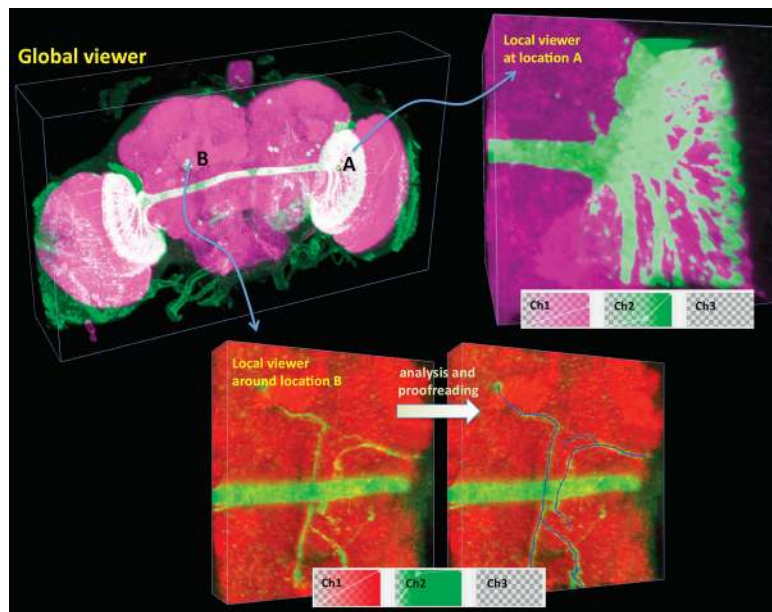 Global viewer
Local viewer
at location A
B
A
Ch1
Ch2
Ch3
Local viewer
around location B
analysis and
proofreading
Ch1
Ch2
Ch3